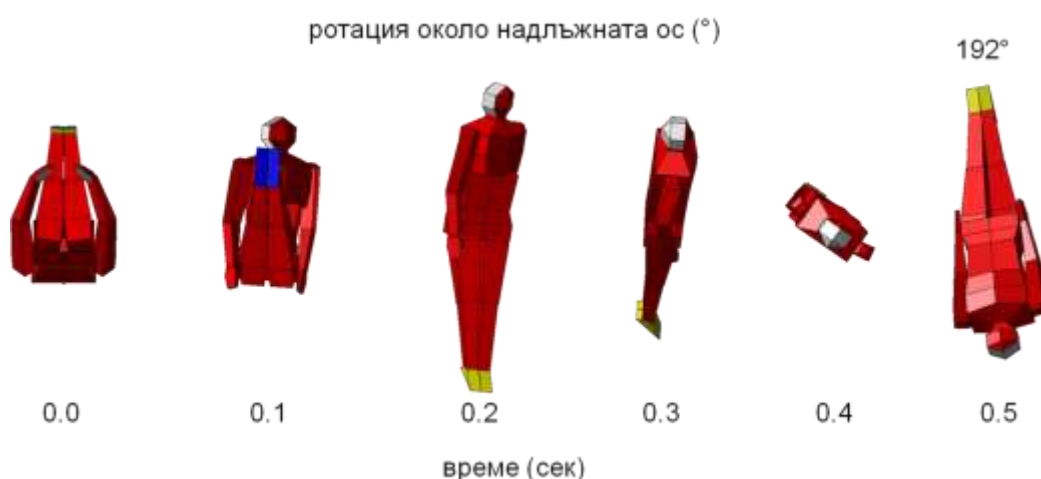 ротация около надлъжната ос (°)
192°
0.0 0.1 0.2 0.3 0.4 0.5
време (сек)